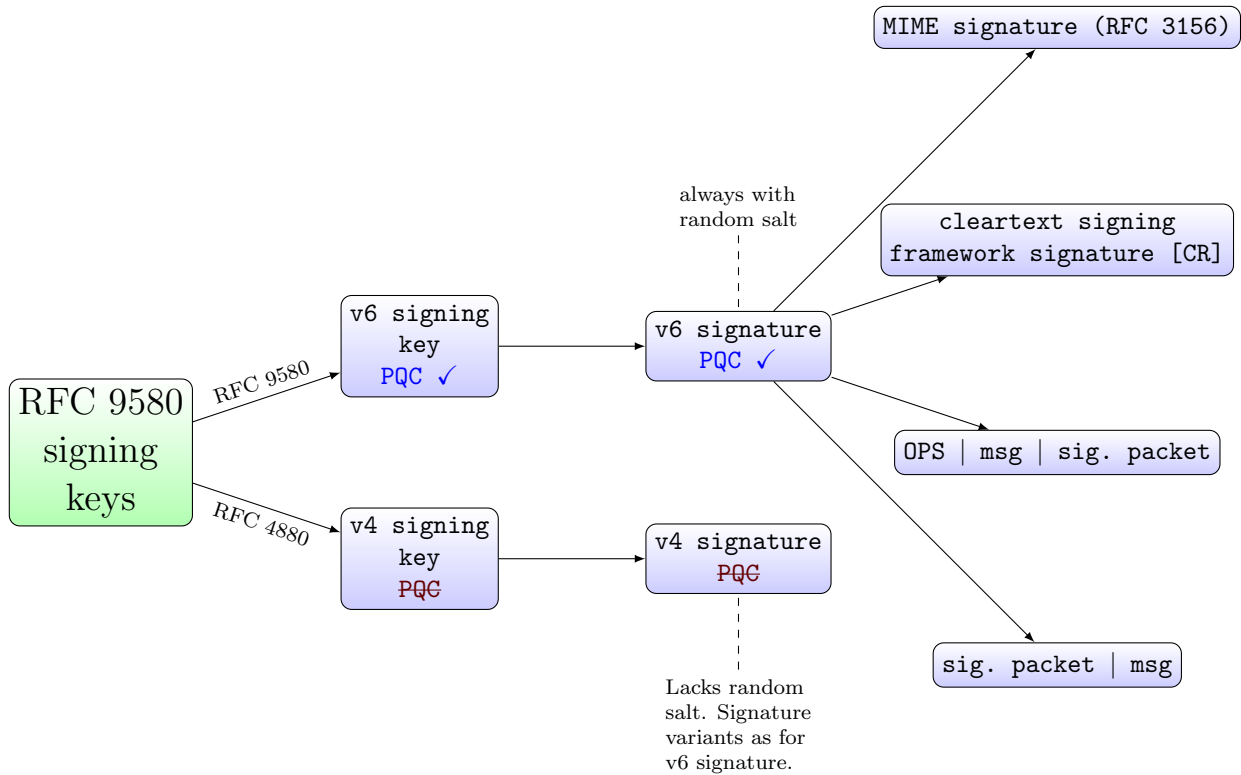 MIME signature (RFC 3156)
always with
random salt
cleartext signing
framework signature [CR]
v6 signing
key
PQC ✓
v6 signature
PQC ✓
RFC 9580
RFC 9580
signing
keys
OPS | msg | sig. packet
RFC 4880
v4 signing
key
PQC
v4 signature
PQC
sig. packet | msg
Lacks random
salt. Signature
variants as for
v6 signature.